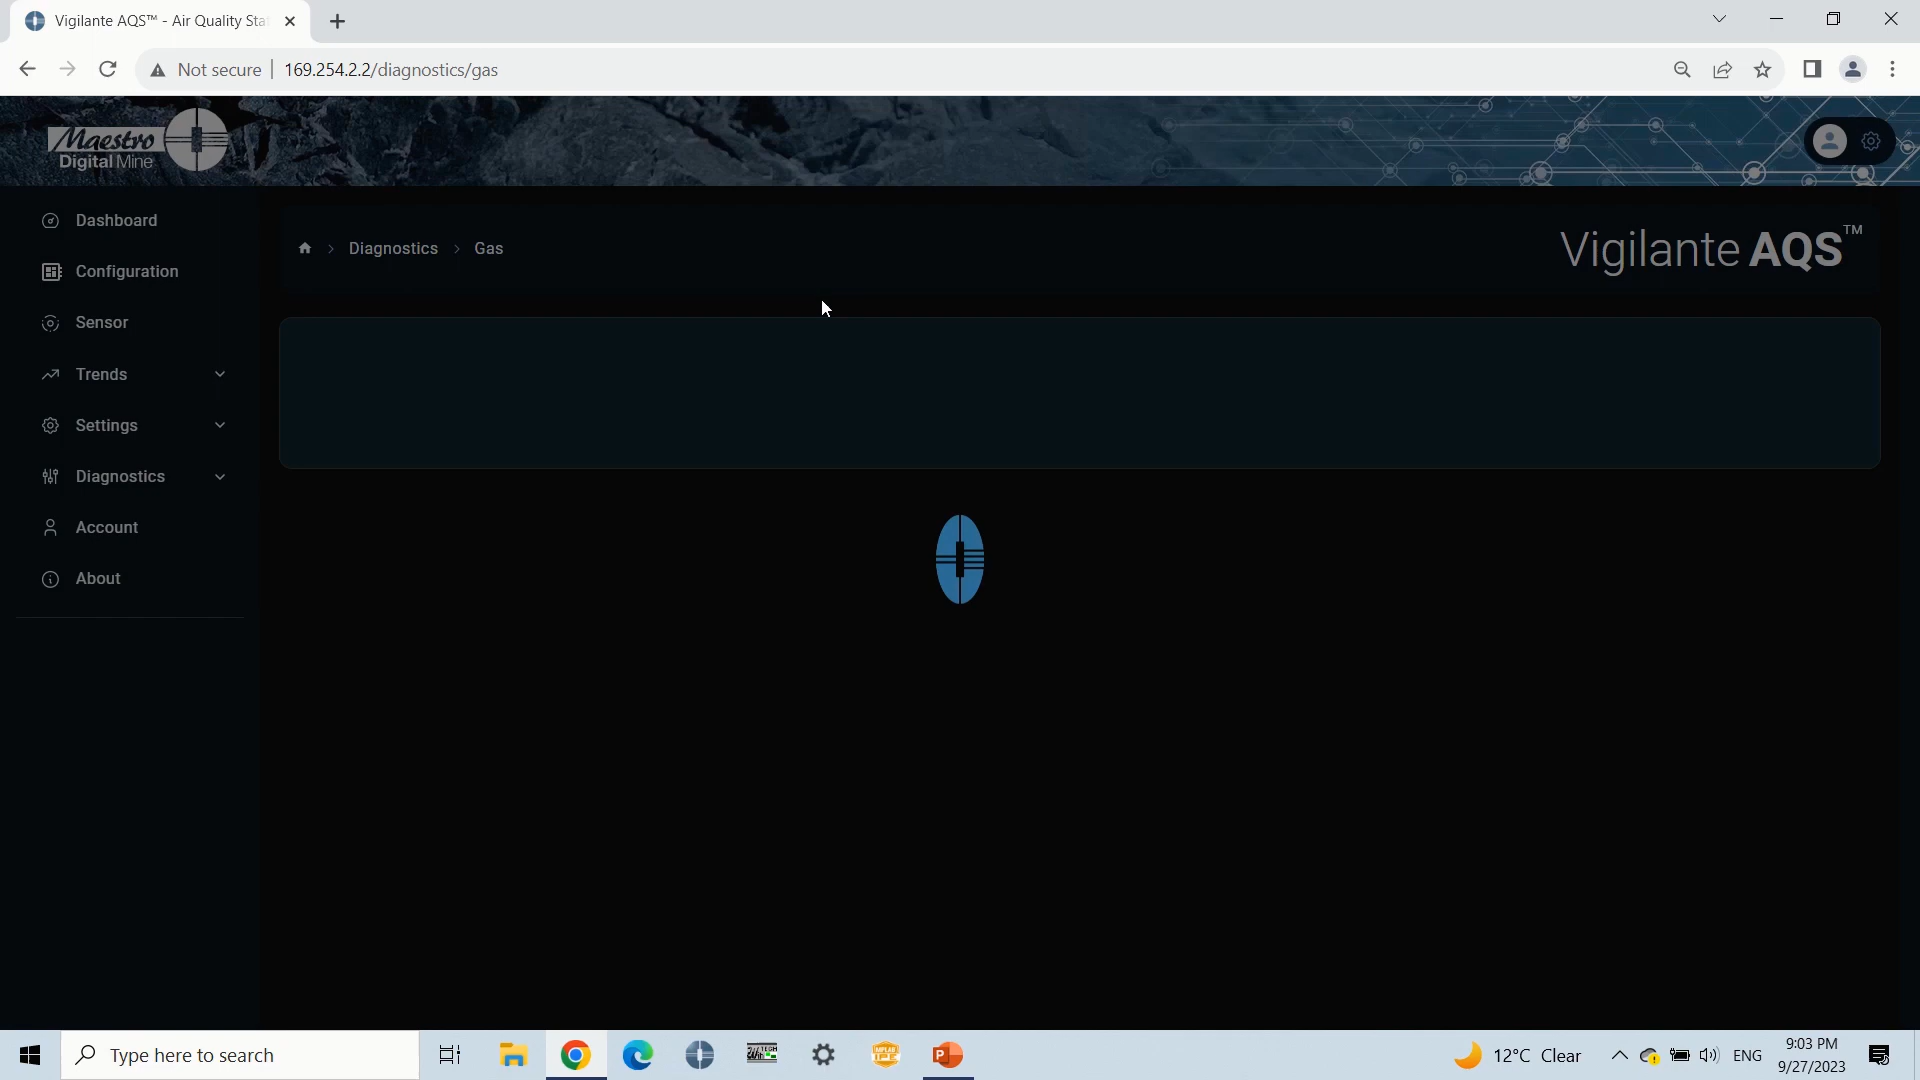 Vigilante AQS™ - Air Quality Sta
Not secure
169.254.2.2/diagnostics/gas
Maestro
Digital Mine
Dashboard
Configuration
Sensor
Trends
Settings
Diagnostics
Account
About
Diagnostics > Gas
Vigilante AQS™
Type here to search
12°C Clear
ENG
9:03 PM
9/27/2023